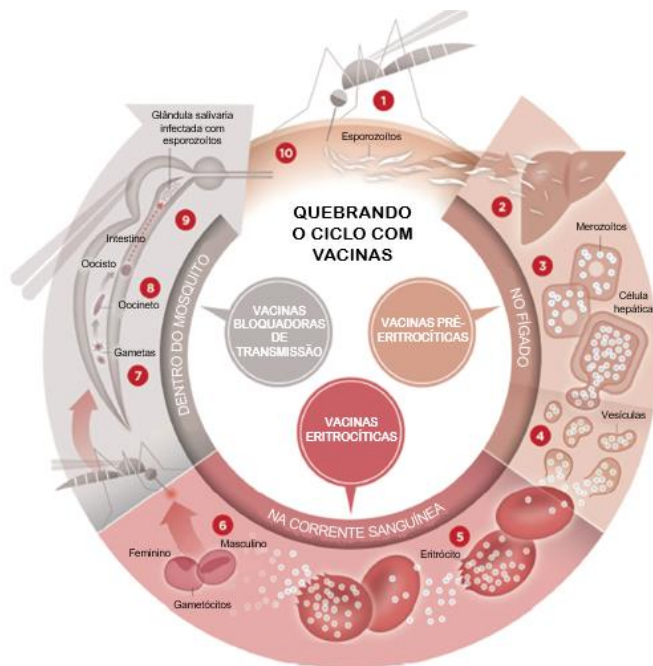 Glândula salivaria
infectada com
esporozoítos
1
Esporozoítos
10
2
QUEBRANDO
O CICLO COM
VACINAS
9
Intestino
Oocisto
8
Oocineto
Gametas
7
DENTRO DO MOSQUITO
VACINAS
BLOQUADORAS
DE
TRANSMISSÃO
VACINAS PRÉ-
ERITROCÍTICAS
NO FÍGADO
Merozoítos
3
Célula
hepática
Vesículas
4
VACINAS
ERITROCÍTICAS
NA CORRENTE SANGUÍNEA
6
Masculino
Feminino
Gametócitos
5
Eritrócito